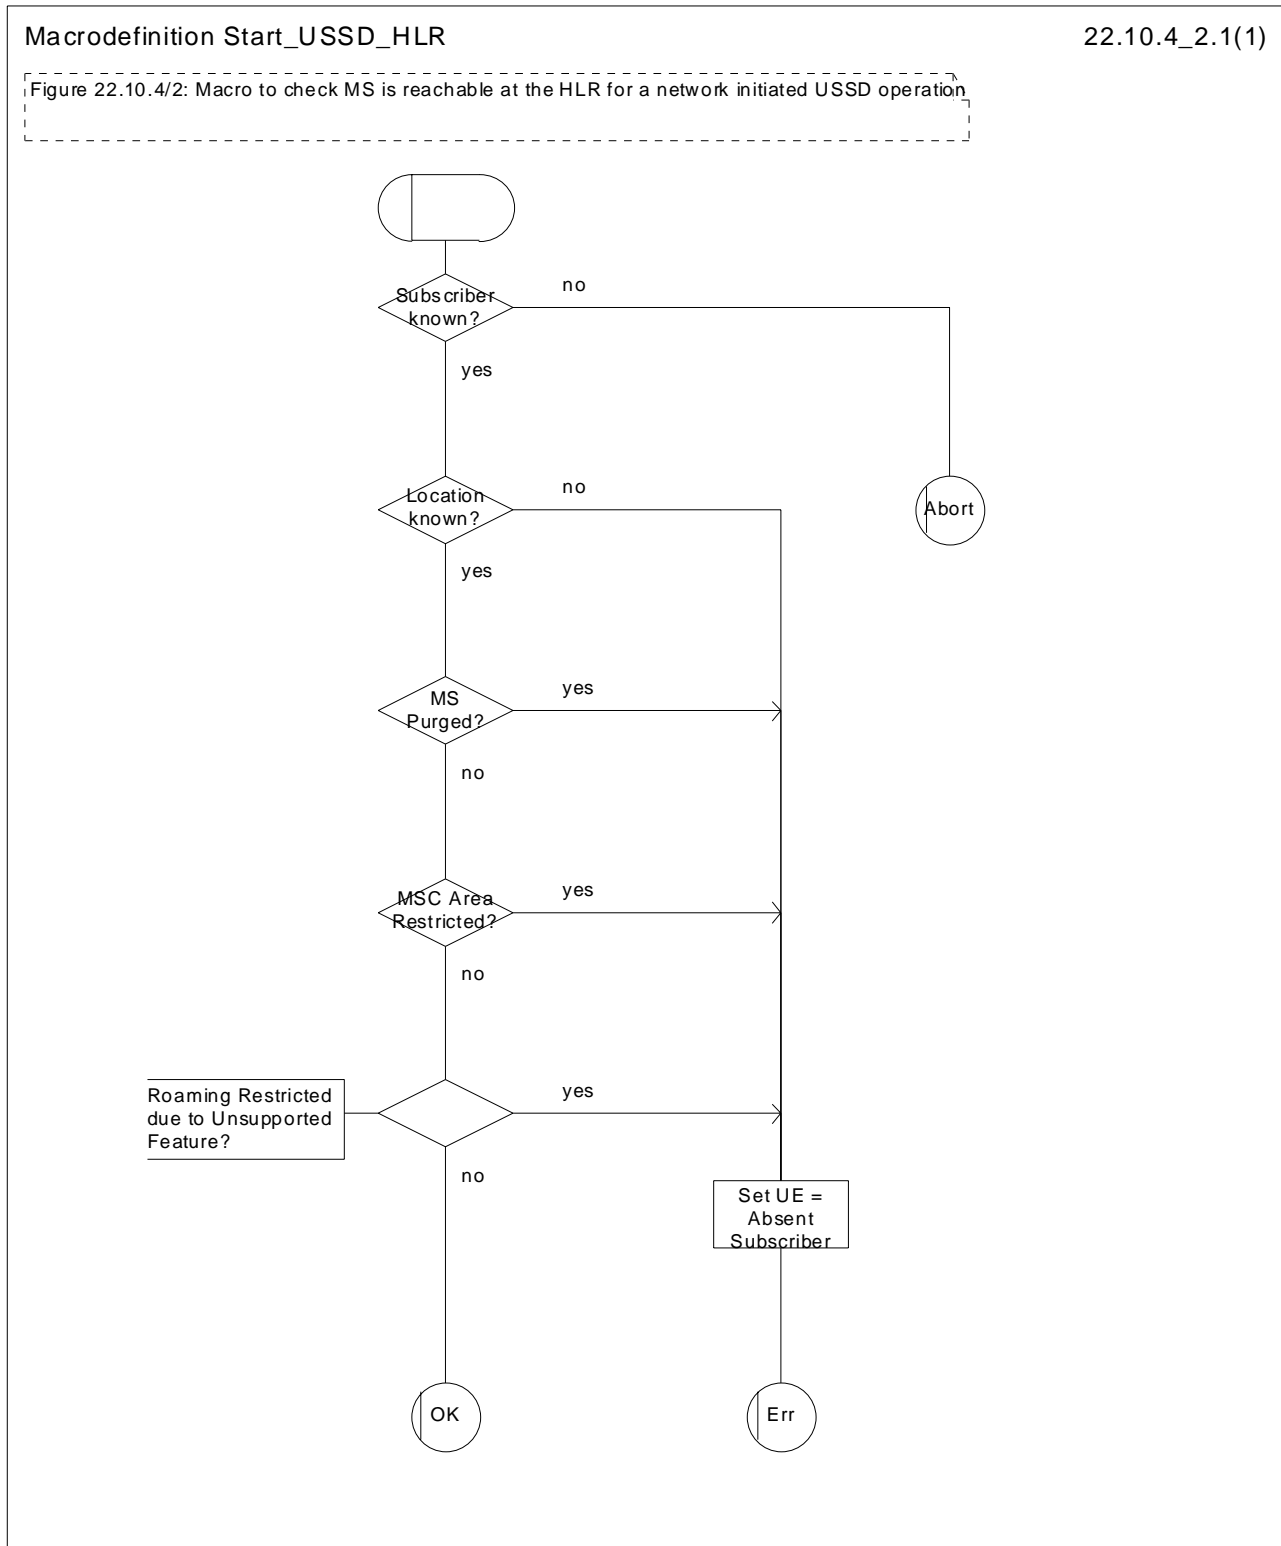 Macrodefinition Start_USSD_HLR
22.10.4_2.1(1)
Figure 22.10.4/2: Macro to check MS is reachable at the HLR for a network initiated USSD operation
Subscriber
known?
no
yes
Location
known?
no
Abort
yes
MS
Purged?
yes
no
MSC Area
Restricted?
yes
no
Roaming Restricted
due to Unsupported
Feature?
yes
no
Set UE =
Absent
Subscriber
OK
Err